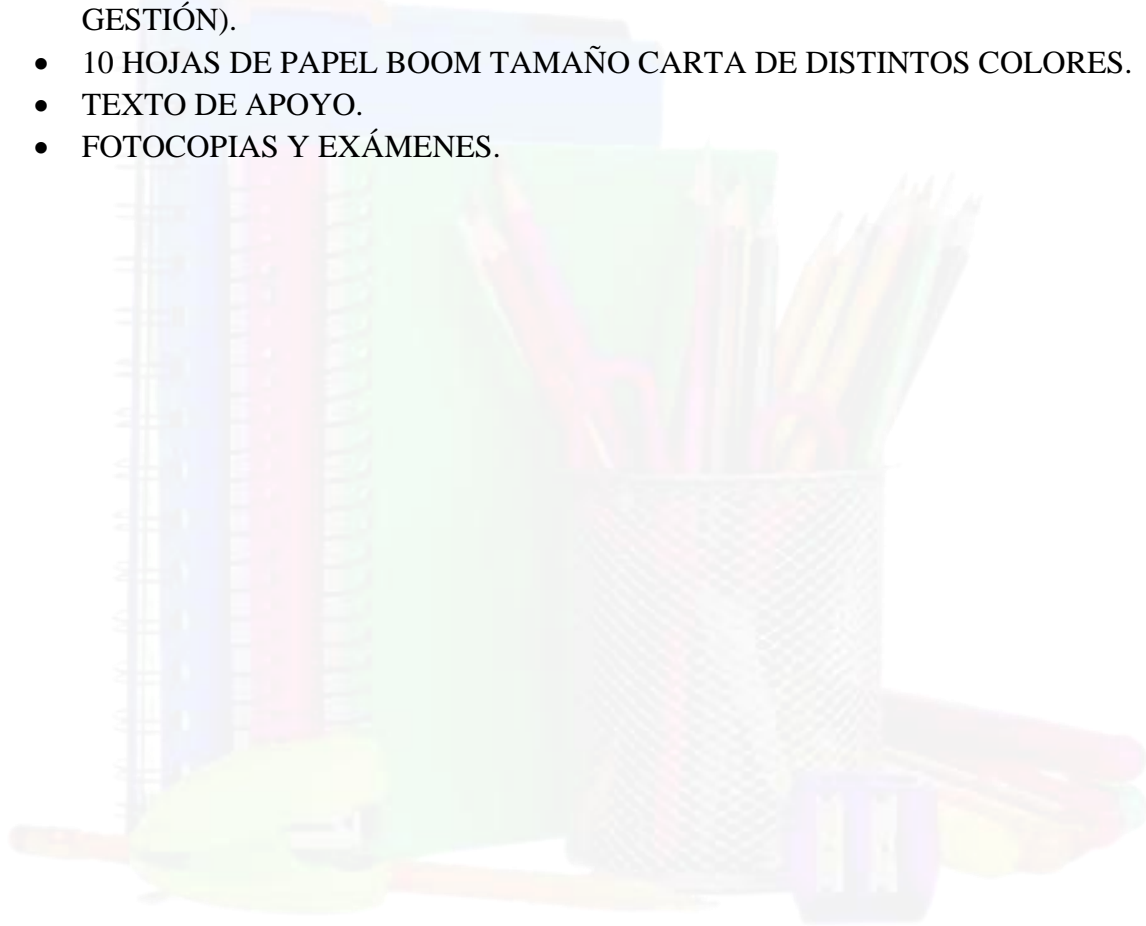 GESTIÓN).
• 10 HOJAS DE PAPEL BOOM TAMAÑO CARTA DE DISTINTOS COLORES.
• TEXTO DE APOYO.
• FOTOCOPIAS Y EXÁMENES.